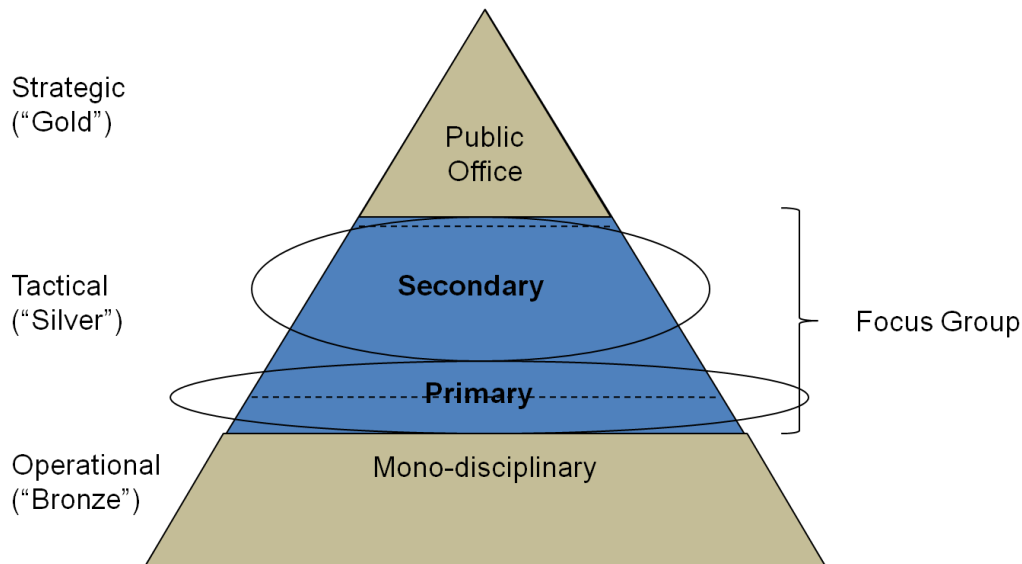 Strategic
(“Gold”)
Public
Office
Secondary
Tactical
(“Silver”)
Focus Group
Primary
Operational
(“Bronze”)
Mono-disciplinary